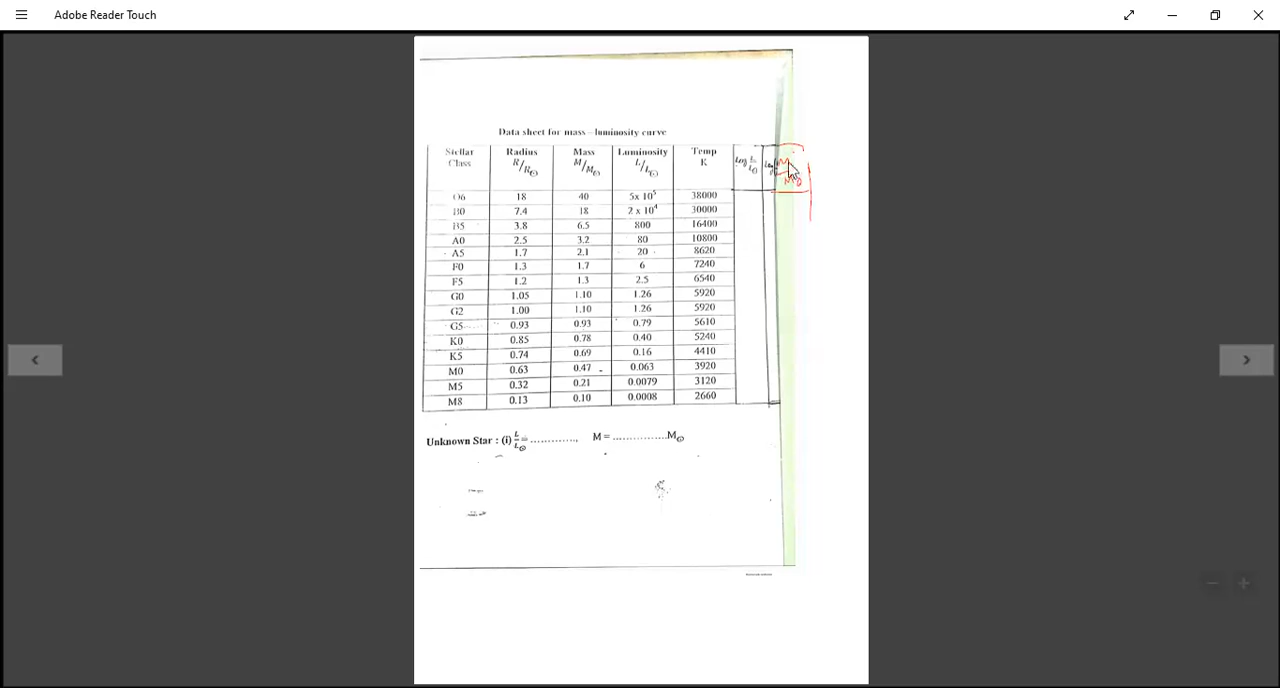 Adobe Reader Touch
Data sheet for mass – luminosity curve
Stellar Class Radius R/R☉ Mass M/M☉ Luminosity L/L☉ Temp K Log L/L☉ Log M/M☉
O6 18 40 5x 10⁵ 38000
B0 7.4 18 2 x 10⁴ 30000
B5 3.8 6.5 800 16400
A0 2.5 3.2 80 10800
A5 1.7 2.1 20 8620
F0 1.3 1.7 6 7240
F5 1.2 1.3 2.5 6540
G0 1.05 1.10 1.26 5920
G2 1.00 1.10 1.26 5920
G5 0.93 0.93 0.79 5610
K0 0.85 0.78 0.40 5240
K5 0.74 0.69 0.16 4410
M0 0.63 0.47 0.063 3920
M5 0.32 0.21 0.0079 3120
M8 0.13 0.10 0.0008 2660
Unknown Star : (i) L/L☉ = ............, M = ...............M☉